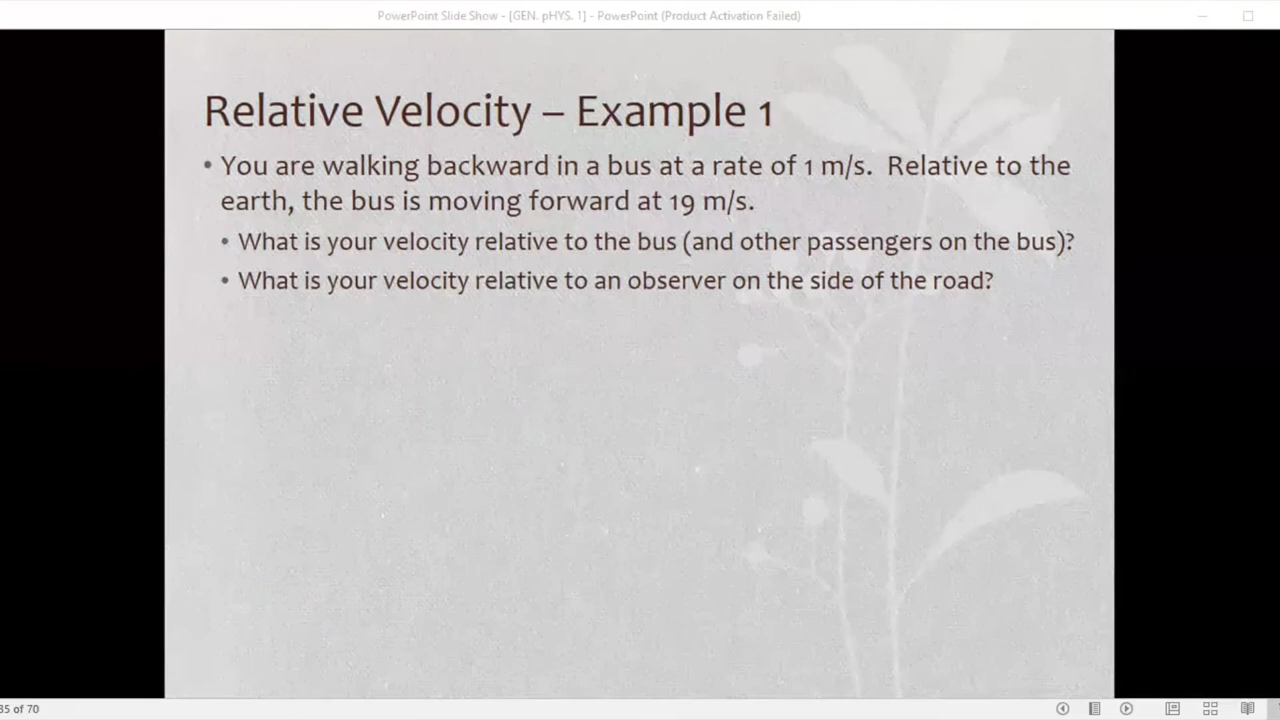 PowerPoint Slide Show - [GEN. pHYS. 1] - PowerPoint (Product Activation Failed)
Relative Velocity – Example 1
• You are walking backward in a bus at a rate of 1 m/s. Relative to the
earth, the bus is moving forward at 19 m/s.
• What is your velocity relative to the bus (and other passengers on the bus)?
• What is your velocity relative to an observer on the side of the road?
35 of 70